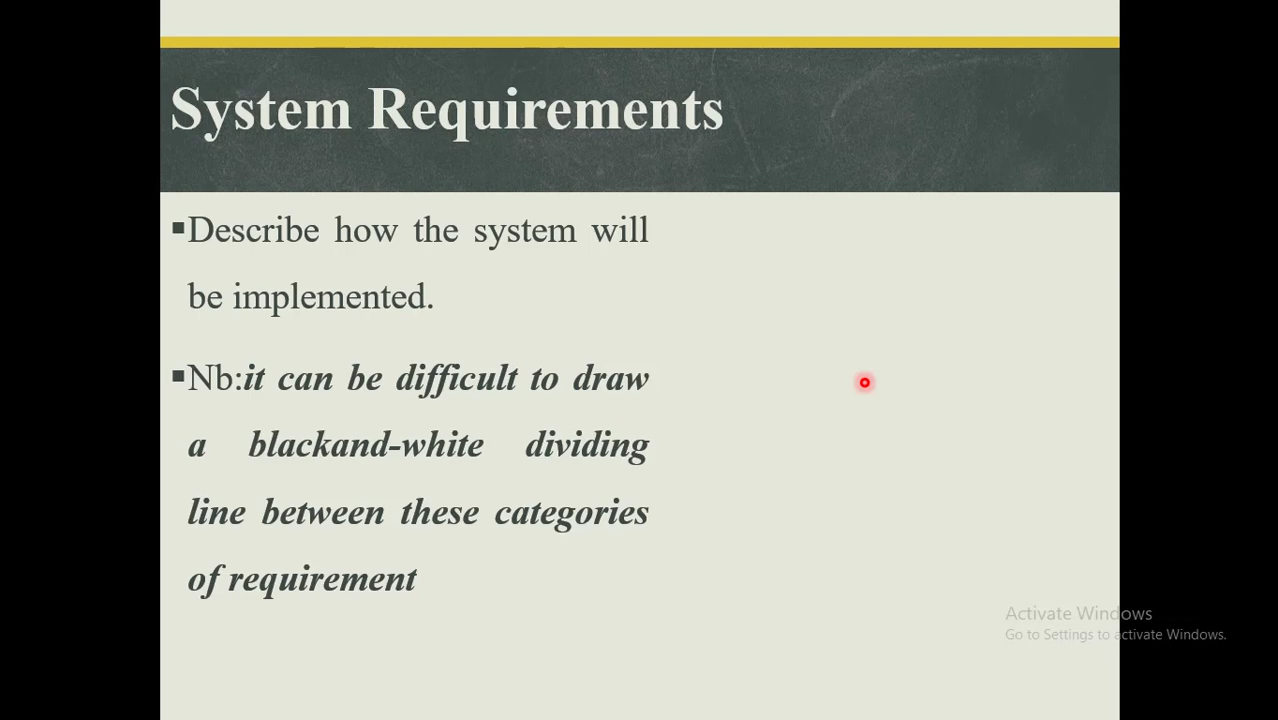 System Requirements
▪Describe how the system will
be implemented.
▪Nb:it can be difficult to draw
a blackand-white dividing
line between these categories
of requirement
Activate Windows
Go to Settings to activate Windows.